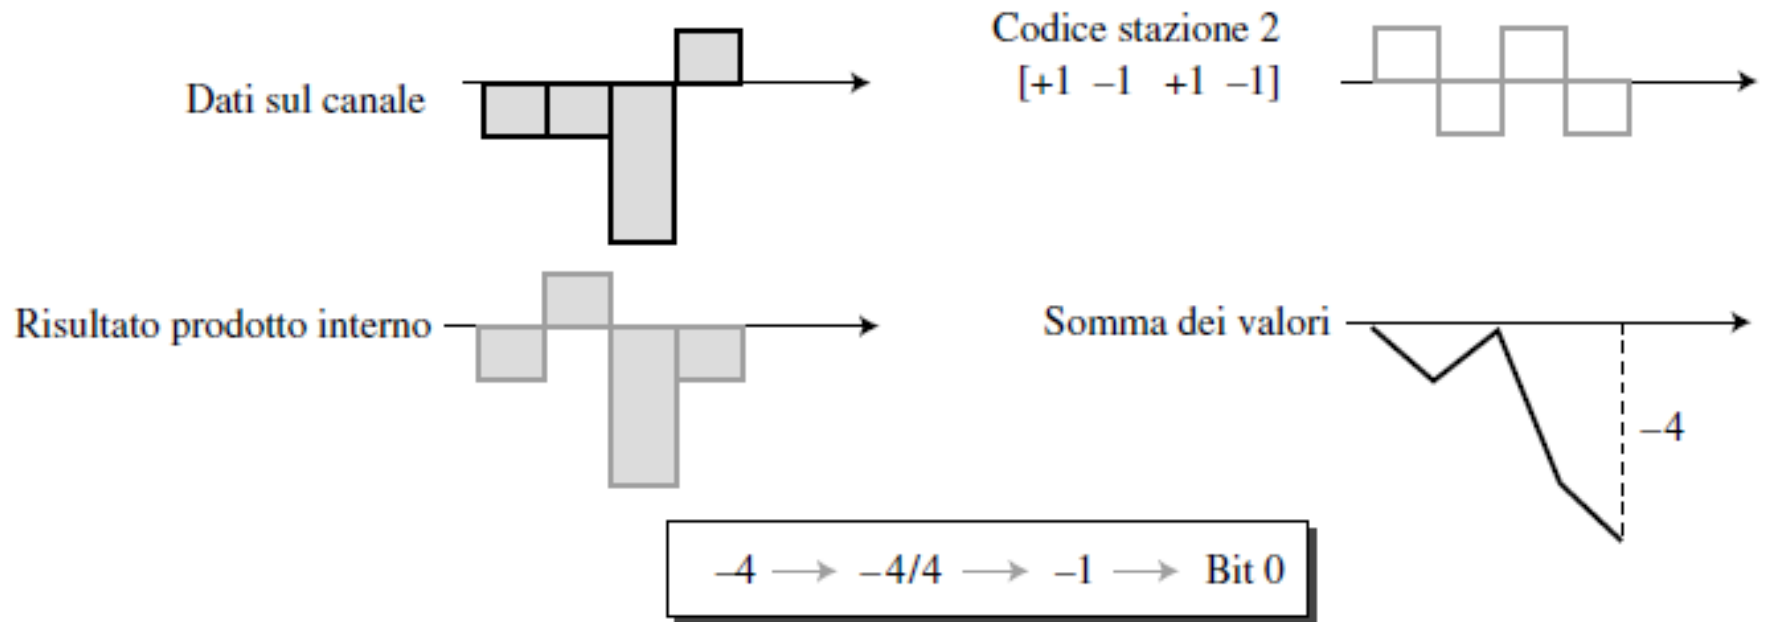 Dati sul canale
Codice stazione 2
[+1 –1 +1 –1]
Risultato prodotto interno
Somma dei valori
–4
–4 → –4/4 → –1 → Bit 0